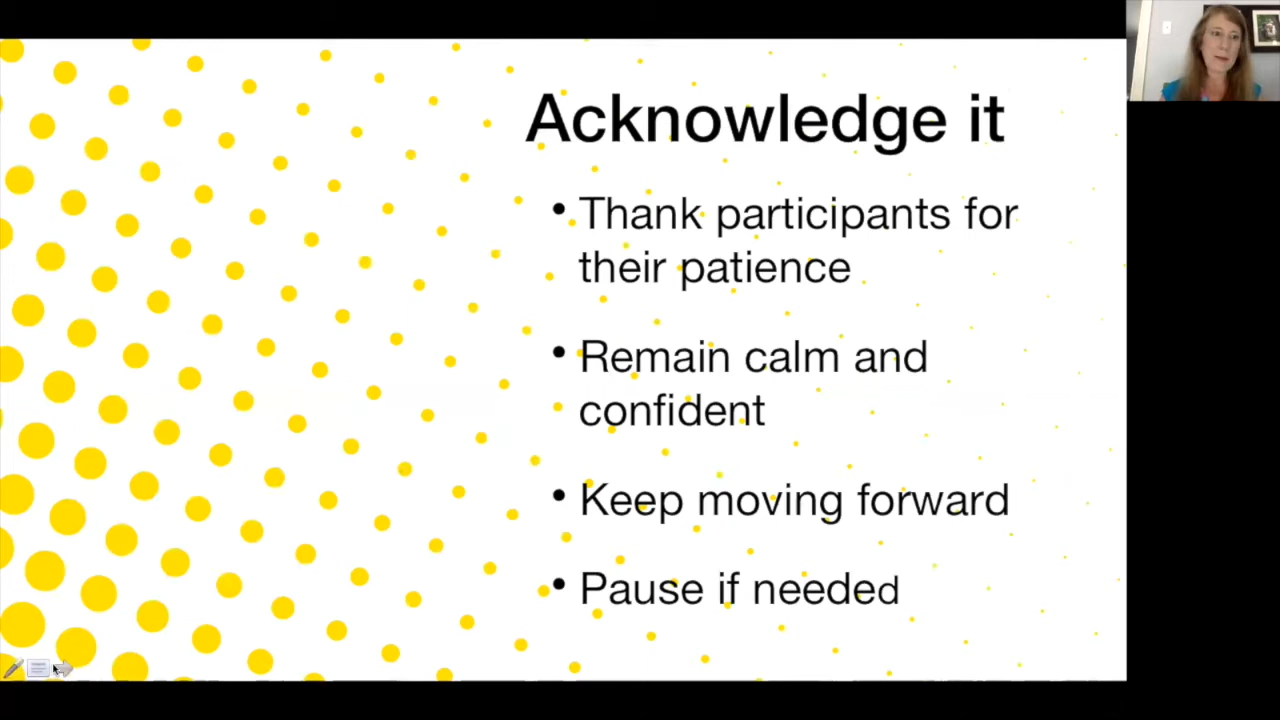 Acknowledge it
• Thank participants for
their patience
• Remain calm and
confident
• Keep moving forward
• Pause if needed